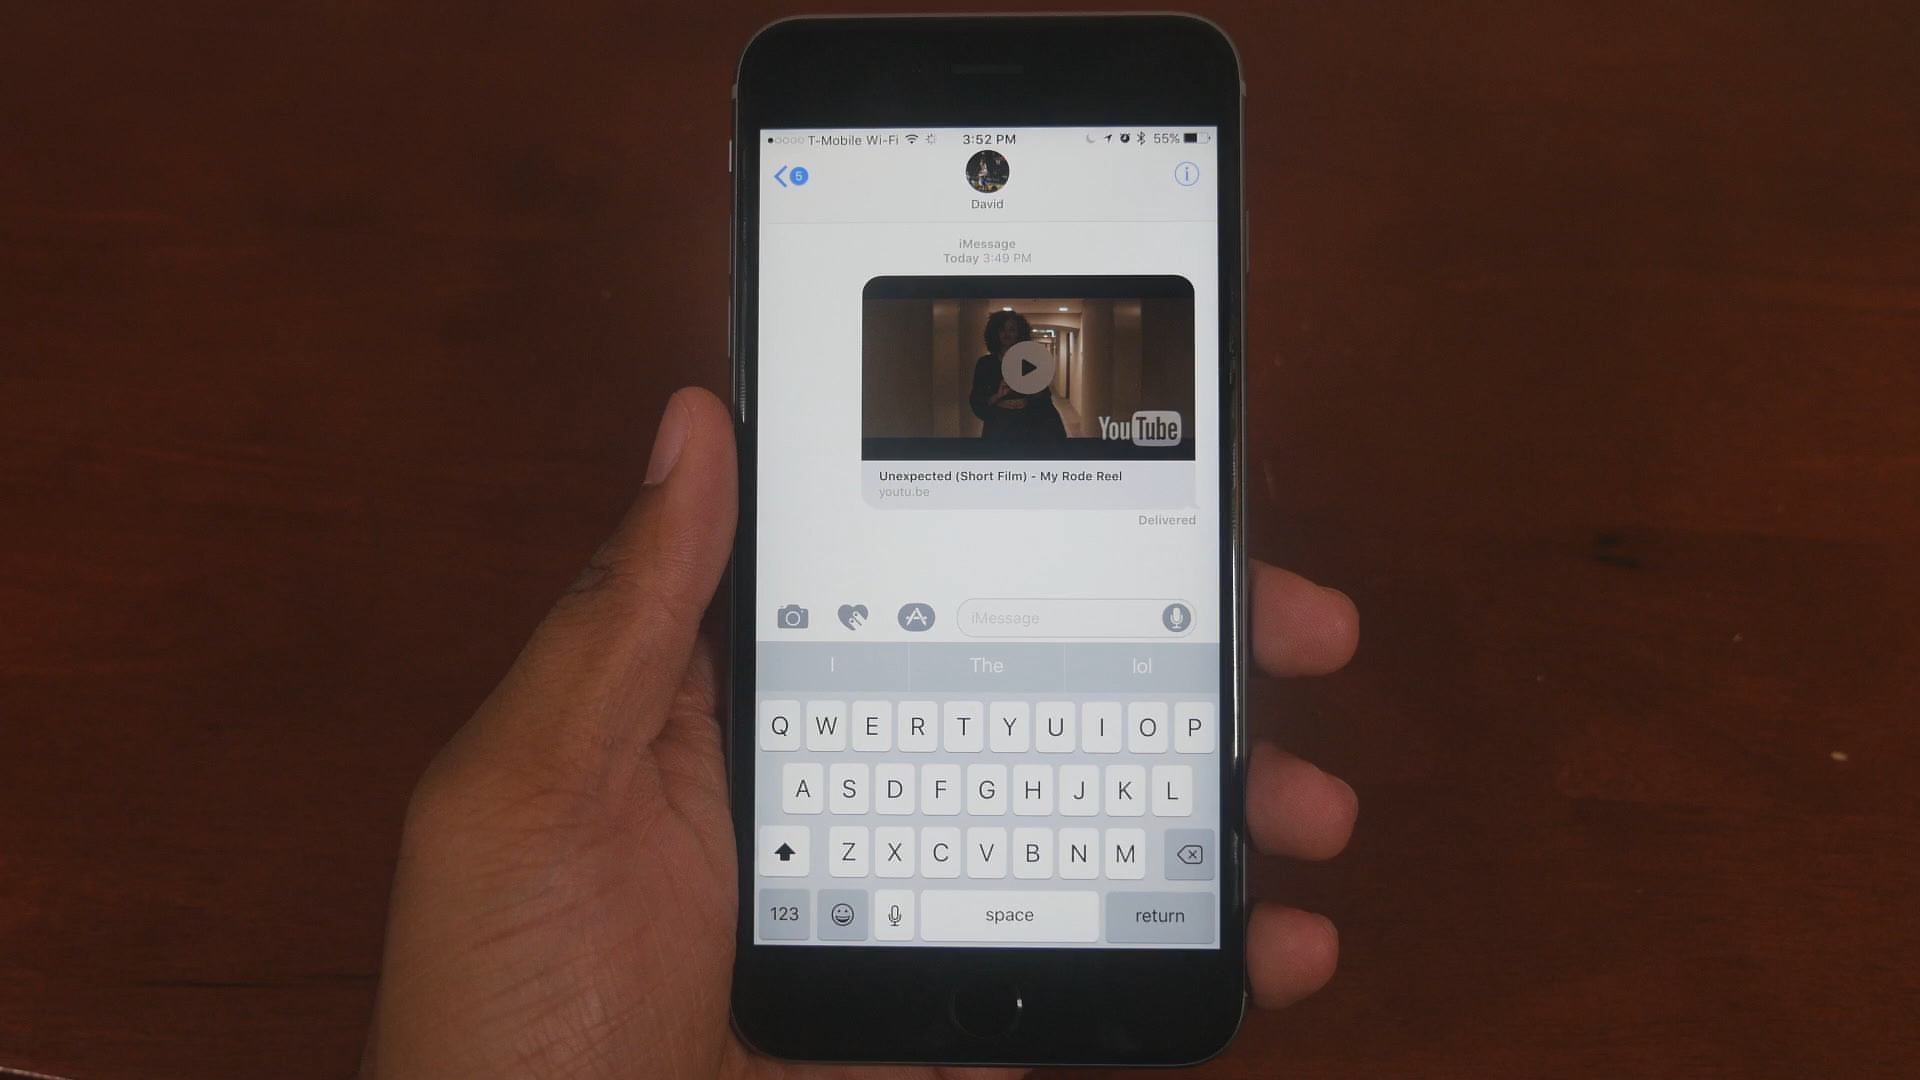 T-Mobile Wi-Fi 3:52 PM 55%
5
David
iMessage
Today 3:49 PM
YouTube
Unexpected (Short Film) - My Rode Reel
youtu.be
Delivered
iMessage
I The lol
Q W E R T Y U I O P
A S D F G H J K L
Z X C V B N M
123 space return